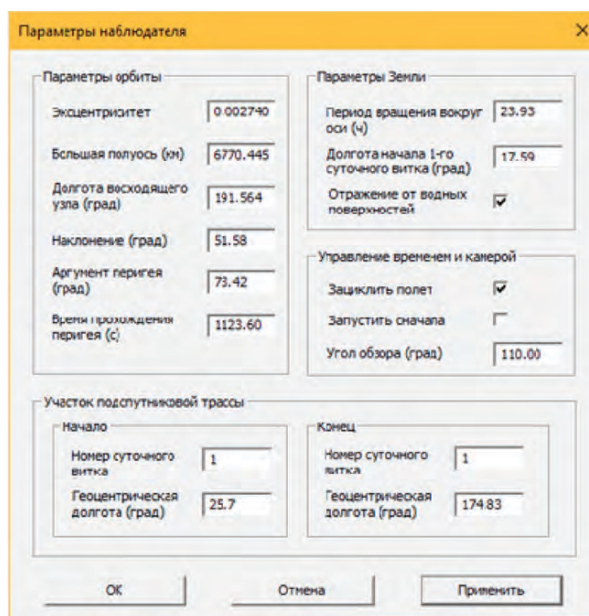 Параметры наблюдателя
Параметры орбиты
Эксцентриситет
0.002740
Большая полуось (км)
6770.445
Долгота восходящего
узла (град)
191.564
Наклонение (град)
51.58
Аргумент перигея
(град)
73.42
Время прохождения
перигея (с)
1123.60
Параметры Земли
Период вращения вокруг
оси (ч)
23.93
Долгота начала 1-го
суточного витка (град)
17.59
Отражение от водных
поверхностей
Управление временем и камерой
Зациклить полет
Запустить сначала
Угол обзора (град)
110.00
Участок подспутниковой трассы
Начало
Номер суточного
витка
1
Геоцентрическая
долгота (град)
25.7
Конец
Номер суточного
витка
1
Геоцентрическая
долгота (град)
174.83
ОК
Отмена
Применить